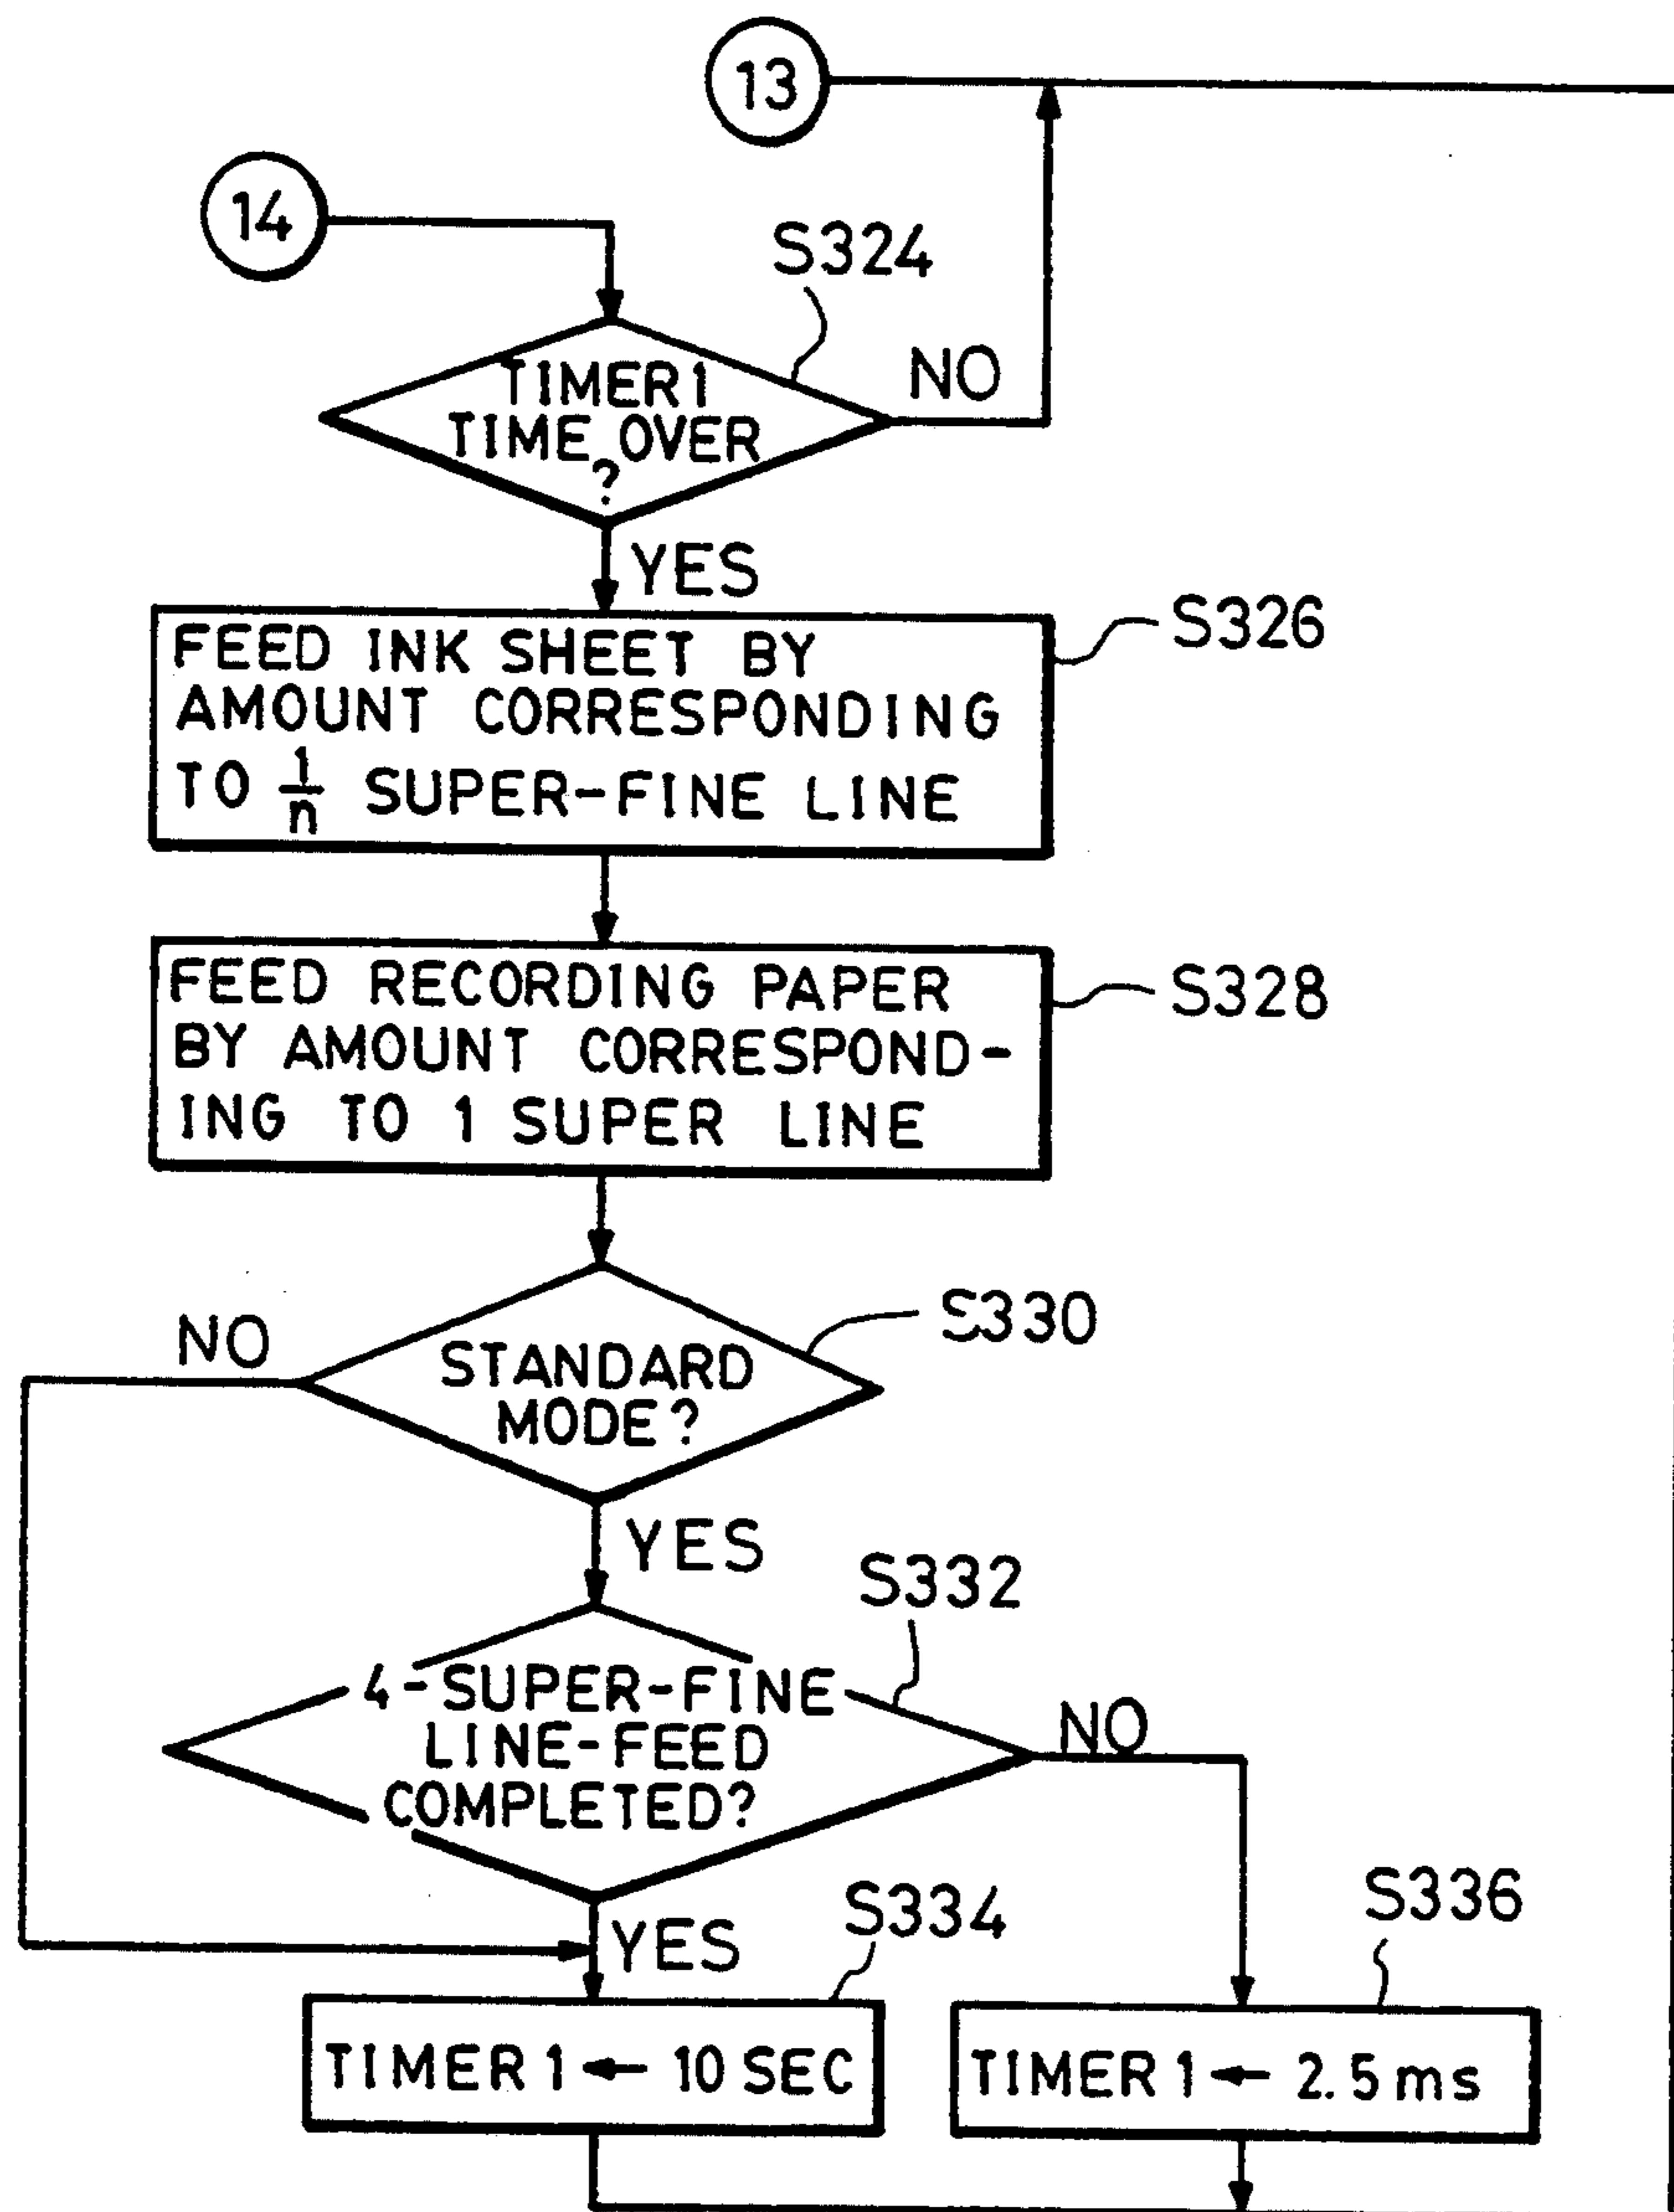 13
14
S324
TIMER 1
TIME OVER
?
NO
YES
S326
FEED INK SHEET BY
AMOUNT CORRESPONDING
TO 1/n SUPER-FINE LINE
S328
FEED RECORDING PAPER
BY AMOUNT CORRESPOND-
ING TO 1 SUPER LINE
S330
NO
STANDARD
MODE?
YES
S332
4-SUPER-FINE
LINE-FEED
COMPLETED?
NO
YES
S334
S336
TIMER 1 ← 10 SEC
TIMER 1 ← 2.5 ms